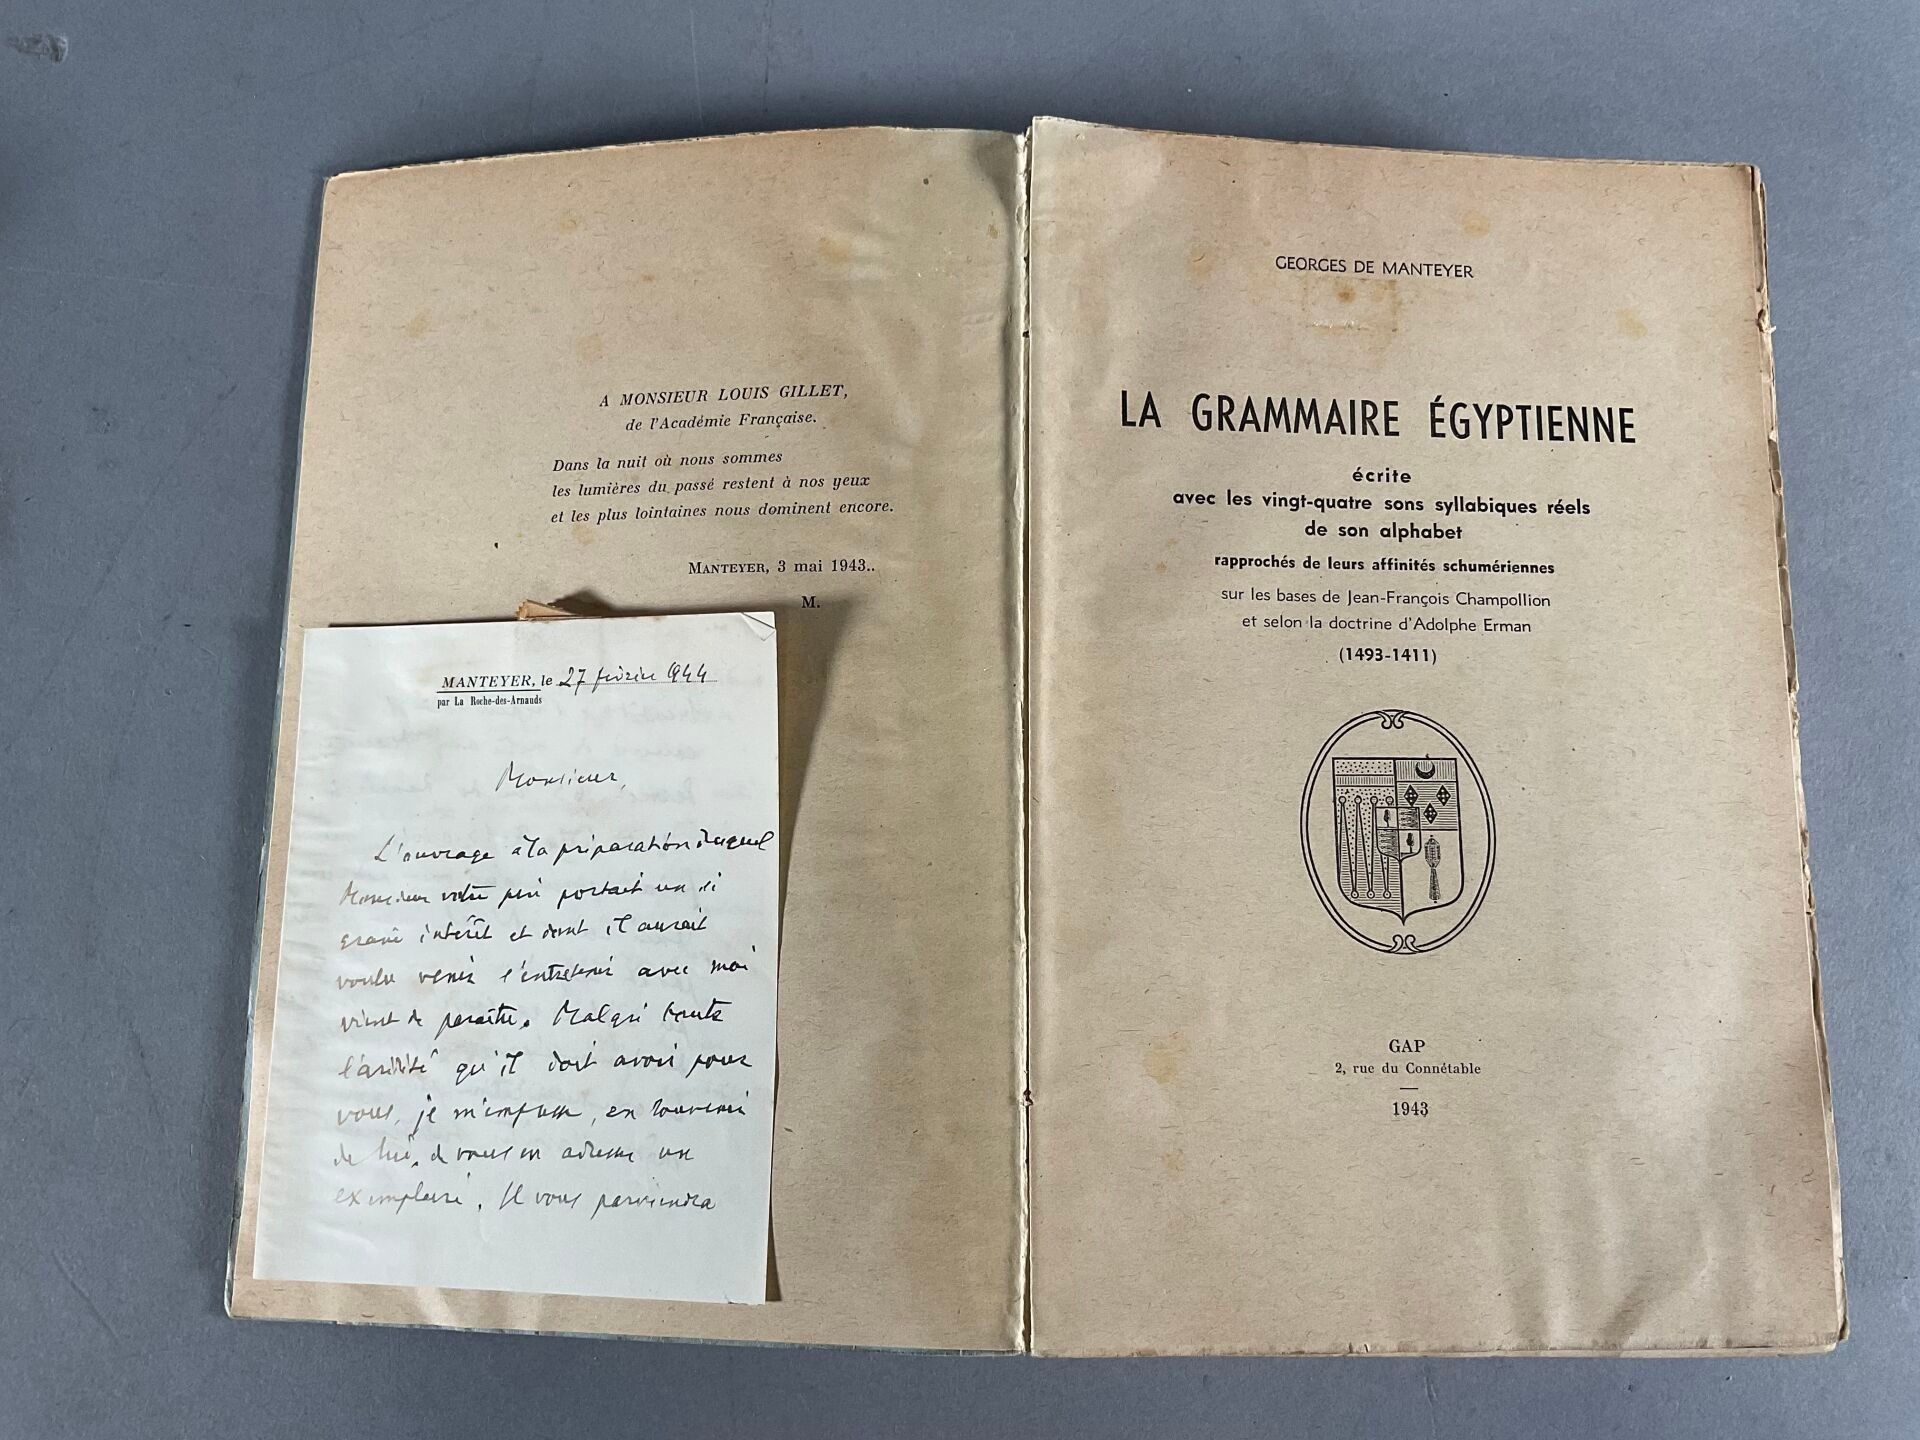 A MONSIEUR LOUIS GILLET,
de l'Académie Française.
Dans la nuit où nous sommes
les lumières du passé restent à nos yeux
et les plus lointaines nous dominent encore.
MANTEYER, 3 mai 1943..
M.
MANTEYER, le 27 février 1944
par La Roche-des-Arnauds
Monsieur,
L'ouvrage à la préparation duquel
Monsieur votre père portait un si
grand intérêt et dont il aurait
voulu venir s'entretenir avec moi
vient de paraître. Malgré toute
l'aridité qu'il doit avoir pour
vous, je m'empresse, en souvenir
de lui, de vous en adresser un
exemplaire. Il vous parviendra
GEORGES DE MANTEYER
LA GRAMMAIRE ÉGYPTIENNE
écrite
avec les vingt-quatre sons syllabiques réels
de son alphabet
rapprochés de leurs affinités schumériennes
sur les bases de Jean-François Champollion
et selon la doctrine d'Adolphe Erman
(1493-1411)
GAP
2, rue du Connétable
1943